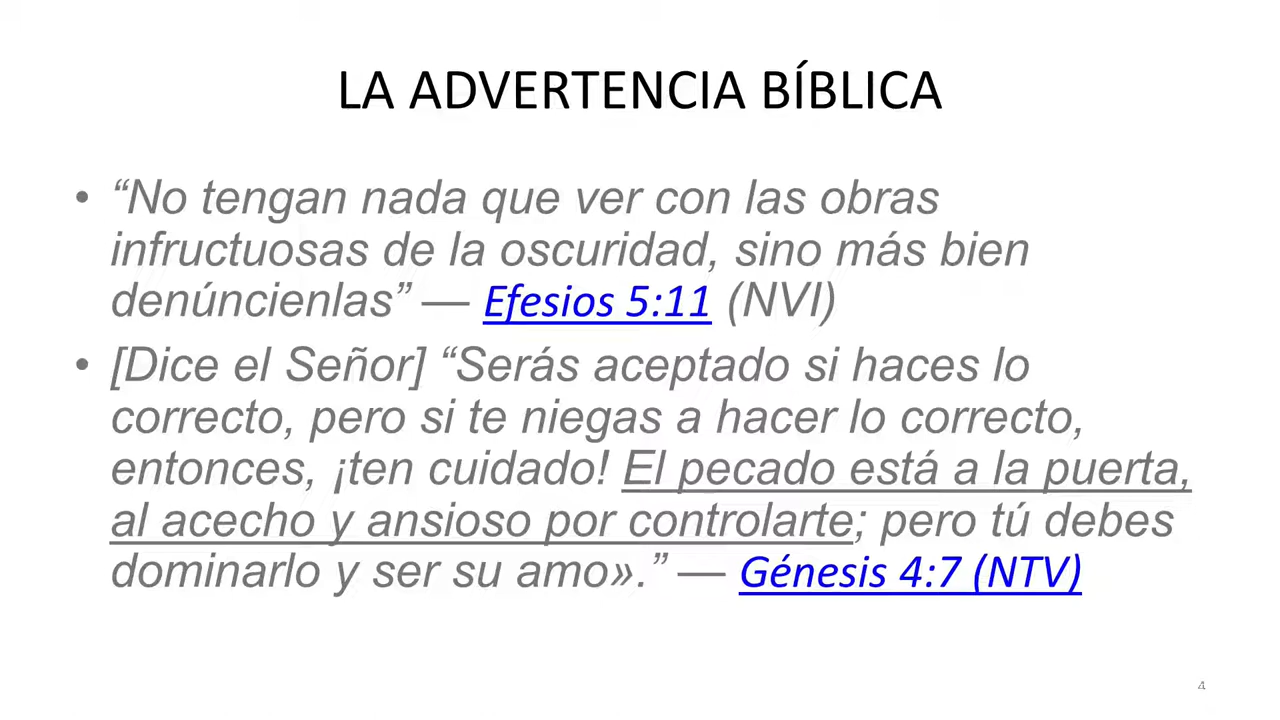 LA ADVERTENCIA BÍBLICA
• “No tengan nada que ver con las obras
infructuosas de la oscuridad, sino más bien
denúncienlas” — Efesios 5:11 (NVI)
• [Dice el Señor] “Serás aceptado si haces lo
correcto, pero si te niegas a hacer lo correcto,
entonces, ¡ten cuidado! El pecado está a la puerta,
al acecho y ansioso por controlarte; pero tú debes
dominarlo y ser su amo».” — Génesis 4:7 (NTV)
4